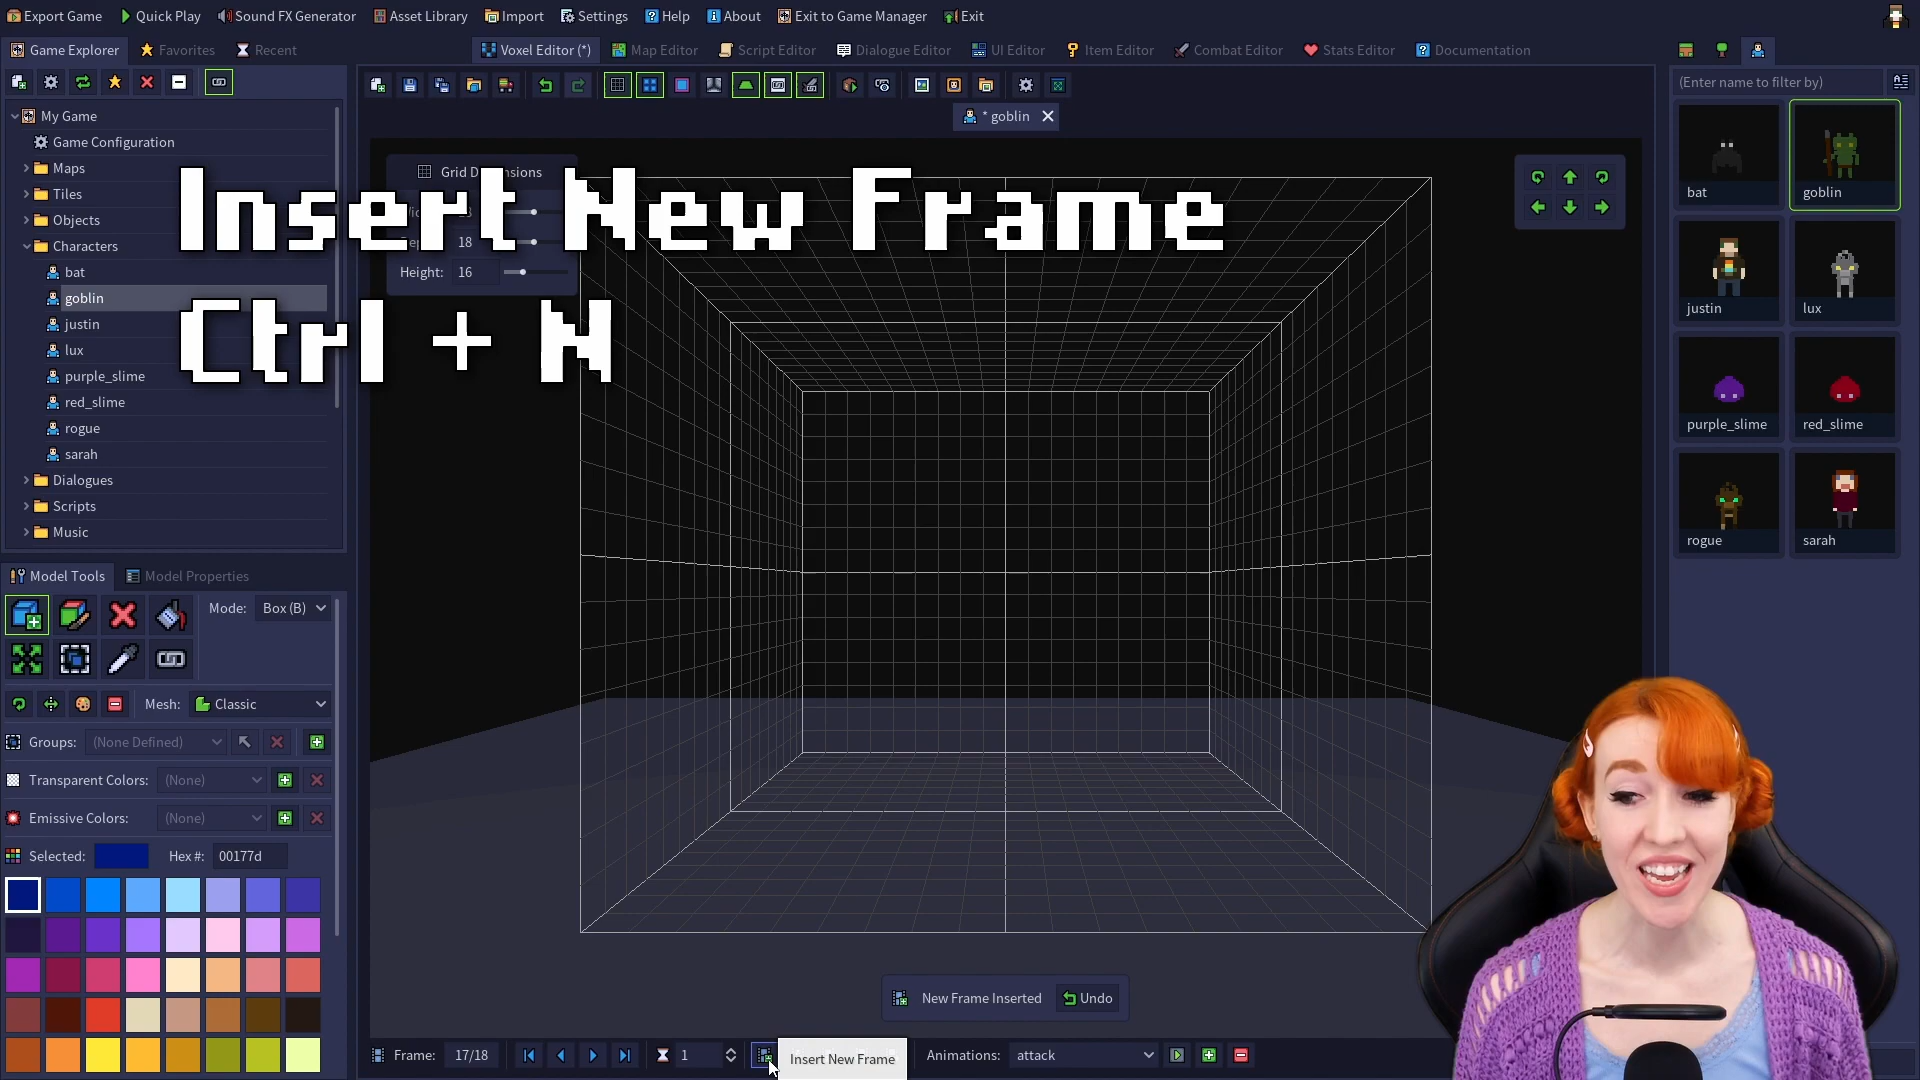 Export Game Quick Play Sound FX Generator Asset Library Import Settings Help About Exit to Game Manager Exit
Game Explorer Favorites Recent Voxel Editor (*) Map Editor Script Editor Dialogue Editor UI Editor Item Editor Combat Editor Stats Editor Documentation
(Enter name to filter by)
* goblin
My Game
Game Configuration
Maps
Tiles
Objects
Characters
bat
goblin
justin
lux
purple_slime
red_slime
rogue
sarah
Dialogues
Scripts
Music
Insert New Frame
Ctrl + N
18
Height: 16
bat goblin
justin lux
purple_slime red_slime
rogue sarah
Model Tools Model Properties
Mode: Box (B)
Mesh: Classic
Groups: (None Defined)
Transparent Colors: (None)
Emissive Colors: (None)
Selected: Hex #: 00177d
New Frame Inserted Undo
Frame: 17/18 1 Insert New Frame Animations: attack